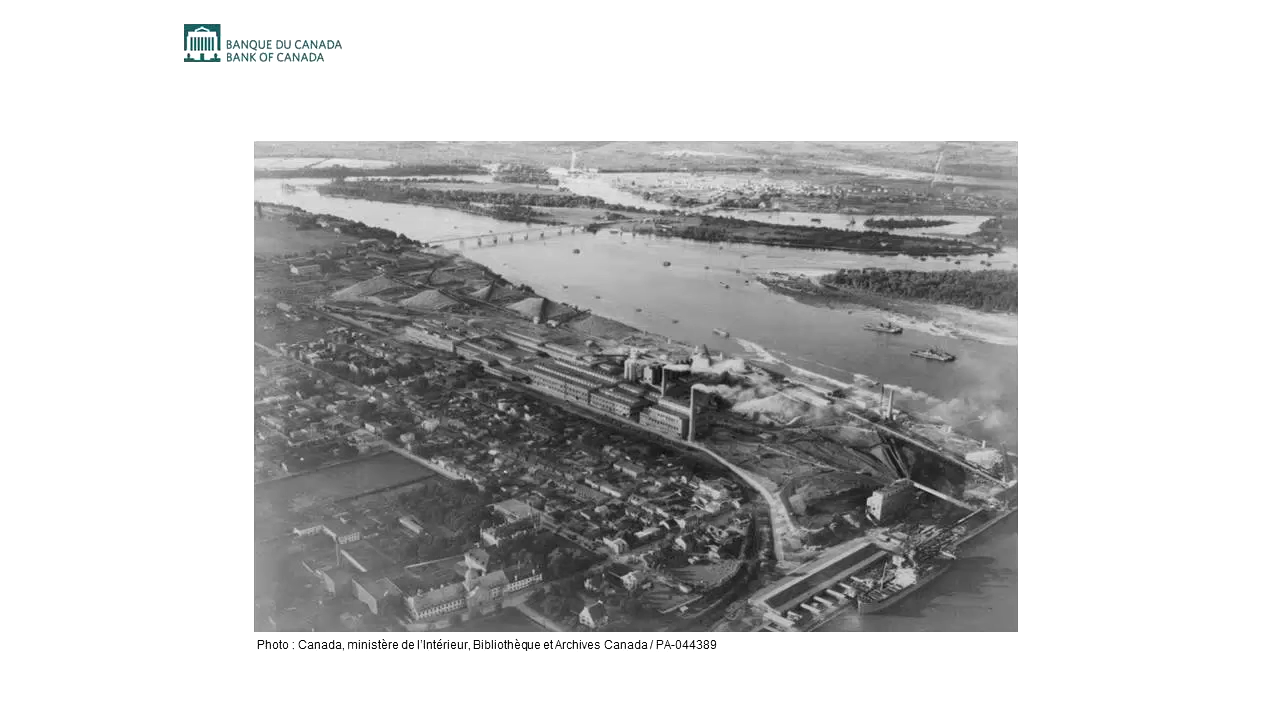 BANQUE DU CANADA
BANK OF CANADA
Photo : Canada, ministère de l'Intérieur, Bibliothèque et Archives Canada / PA-044389